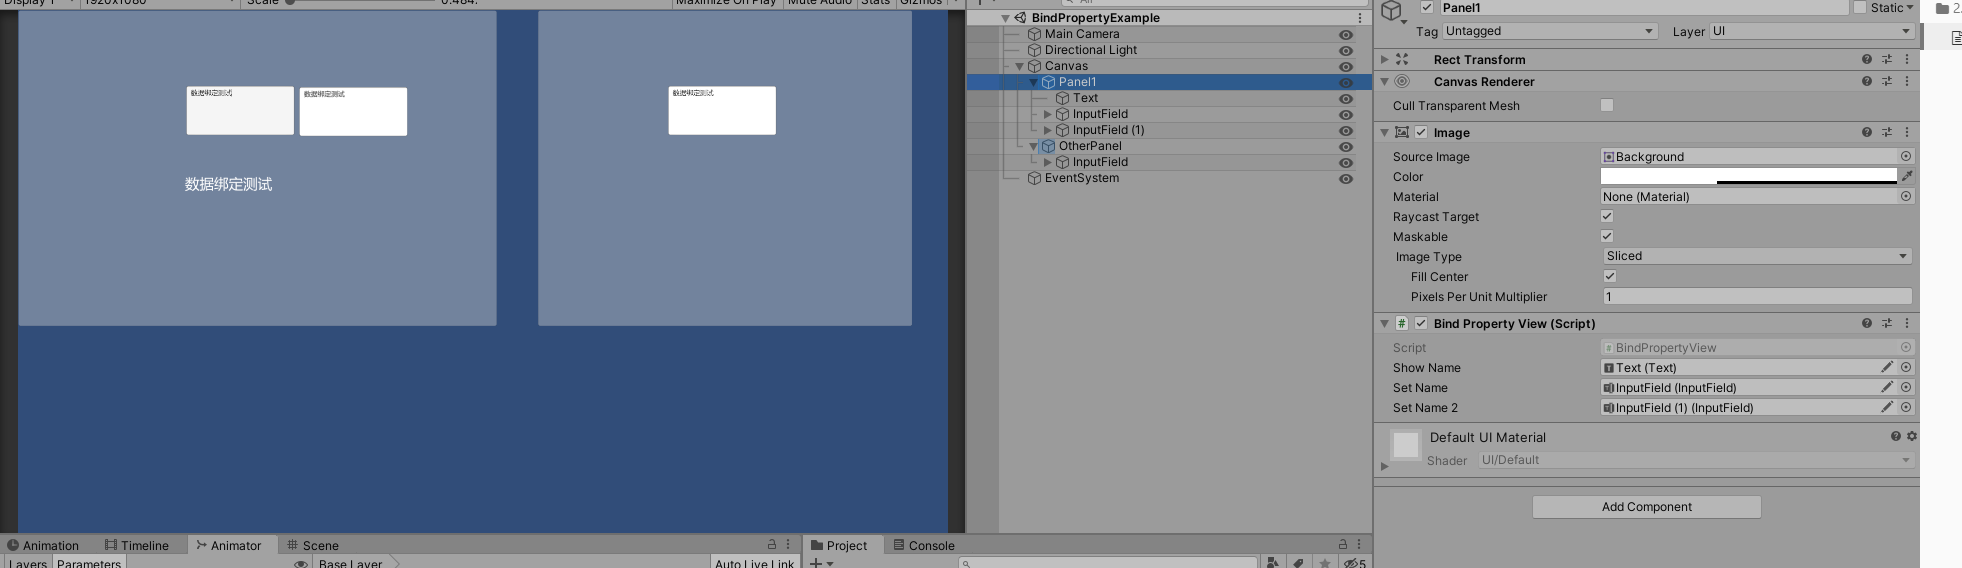 Display 1
1920x1080
Scale
0.484:
Maximize On Play
Mute Audio
Stats
Gizmos
数据绑定测试
数据绑定测试
数据绑定测试
数据绑定测试
All
BindPropertyExample
Main Camera
Directional Light
Canvas
Panel1
Text
InputField
InputField (1)
OtherPanel
InputField
EventSystem
Panel1
Static
Tag
Untagged
Layer
UI
Rect Transform
Canvas Renderer
Cull Transparent Mesh
Image
Source Image
Background
Color
Material
None (Material)
Raycast Target
Maskable
Image Type
Sliced
Fill Center
Pixels Per Unit Multiplier
1
Bind Property View (Script)
Script
BindPropertyView
Show Name
Text (Text)
Set Name
InputField (InputField)
Set Name 2
InputField (1) (InputField)
Default UI Material
Shader
UI/Default
Add Component
2.
Animation
Timeline
Animator
Scene
Project
Console
Layers
Parameters
Base Layer
Auto Live Link
5